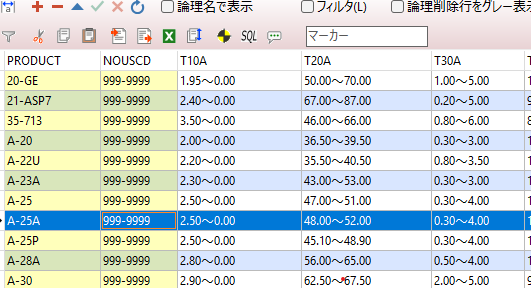 論理名で表示 フィルタ(L) 論理削除行をグレー表
SQL マーカー
PRODUCT NOUSCD T10A T20A T30A
20-GE 999-9999 1.95～0.00 50.00～70.00 1.00～5.00
21-ASP7 999-9999 2.40～0.00 67.00～87.00 0.20～5.00
35-713 999-9999 3.50～0.00 46.00～66.00 0.80～6.00
A-20 999-9999 2.00～0.00 36.50～39.50 0.30～3.00
A-22U 999-9999 2.20～0.00 35.50～40.50 0.80～3.50
A-23A 999-9999 2.30～0.00 43.00～53.00 0.30～3.00
A-25 999-9999 2.50～0.00 47.00～51.00 0.30～4.00
A-25A 999-9999 2.50～0.00 48.00～52.00 0.30～4.00
A-25P 999-9999 2.50～0.00 45.10～48.90 0.30～4.00
A-28A 999-9999 2.80～0.00 56.00～65.00 0.50～4.00
A-30 999-9999 2.90～0.00 62.50～67.50 2.00～5.00